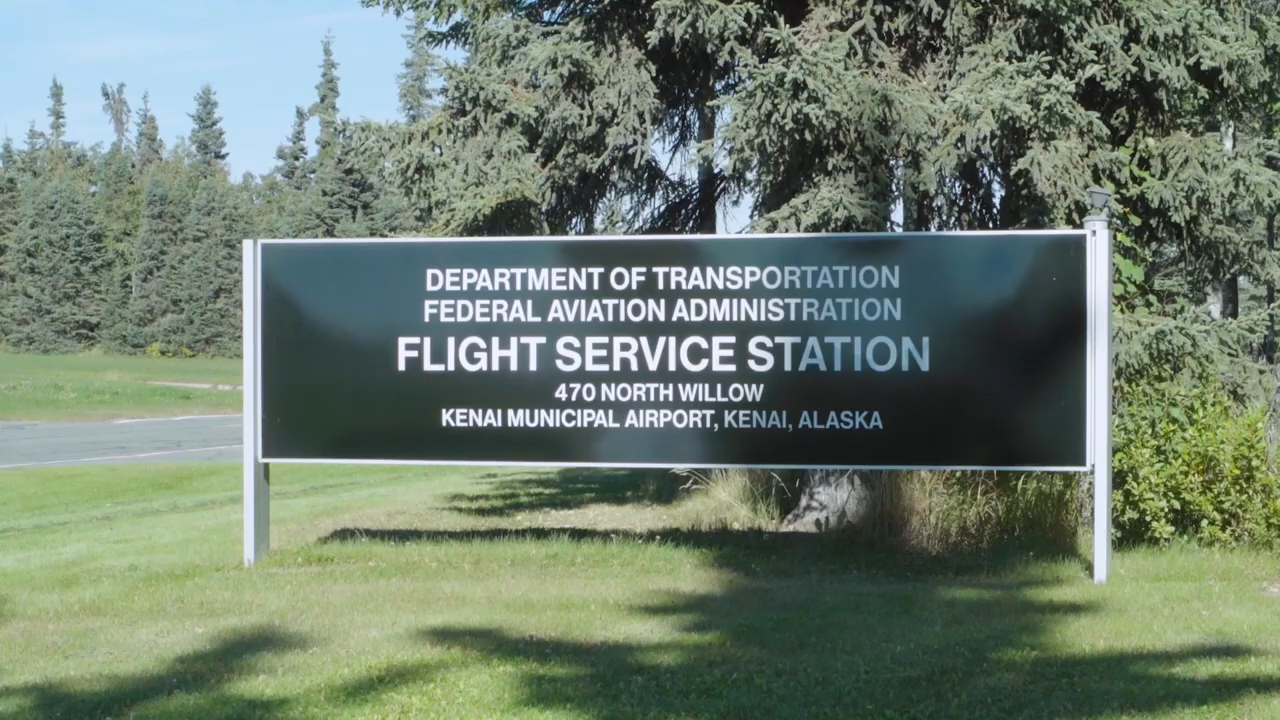 DEPARTMENT OF TRANSPORTATION
FEDERAL AVIATION ADMINISTRATION
FLIGHT SERVICE STATION
470 NORTH WILLOW
KENAI MUNICIPAL AIRPORT, KENAI, ALASKA